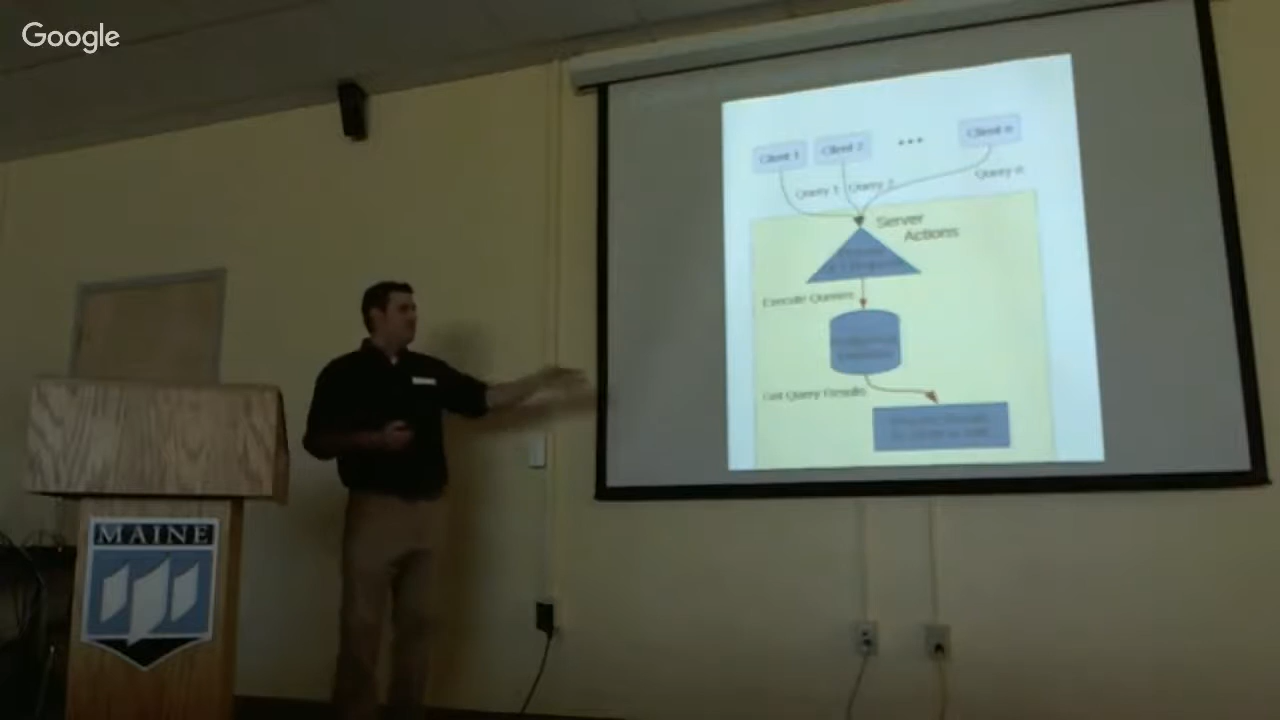 Google
Client 1
Client 2
...
Client n
Query 1
Query 2
Query n
Server
Actions
Execute Queries
Get Query Results
MAINE